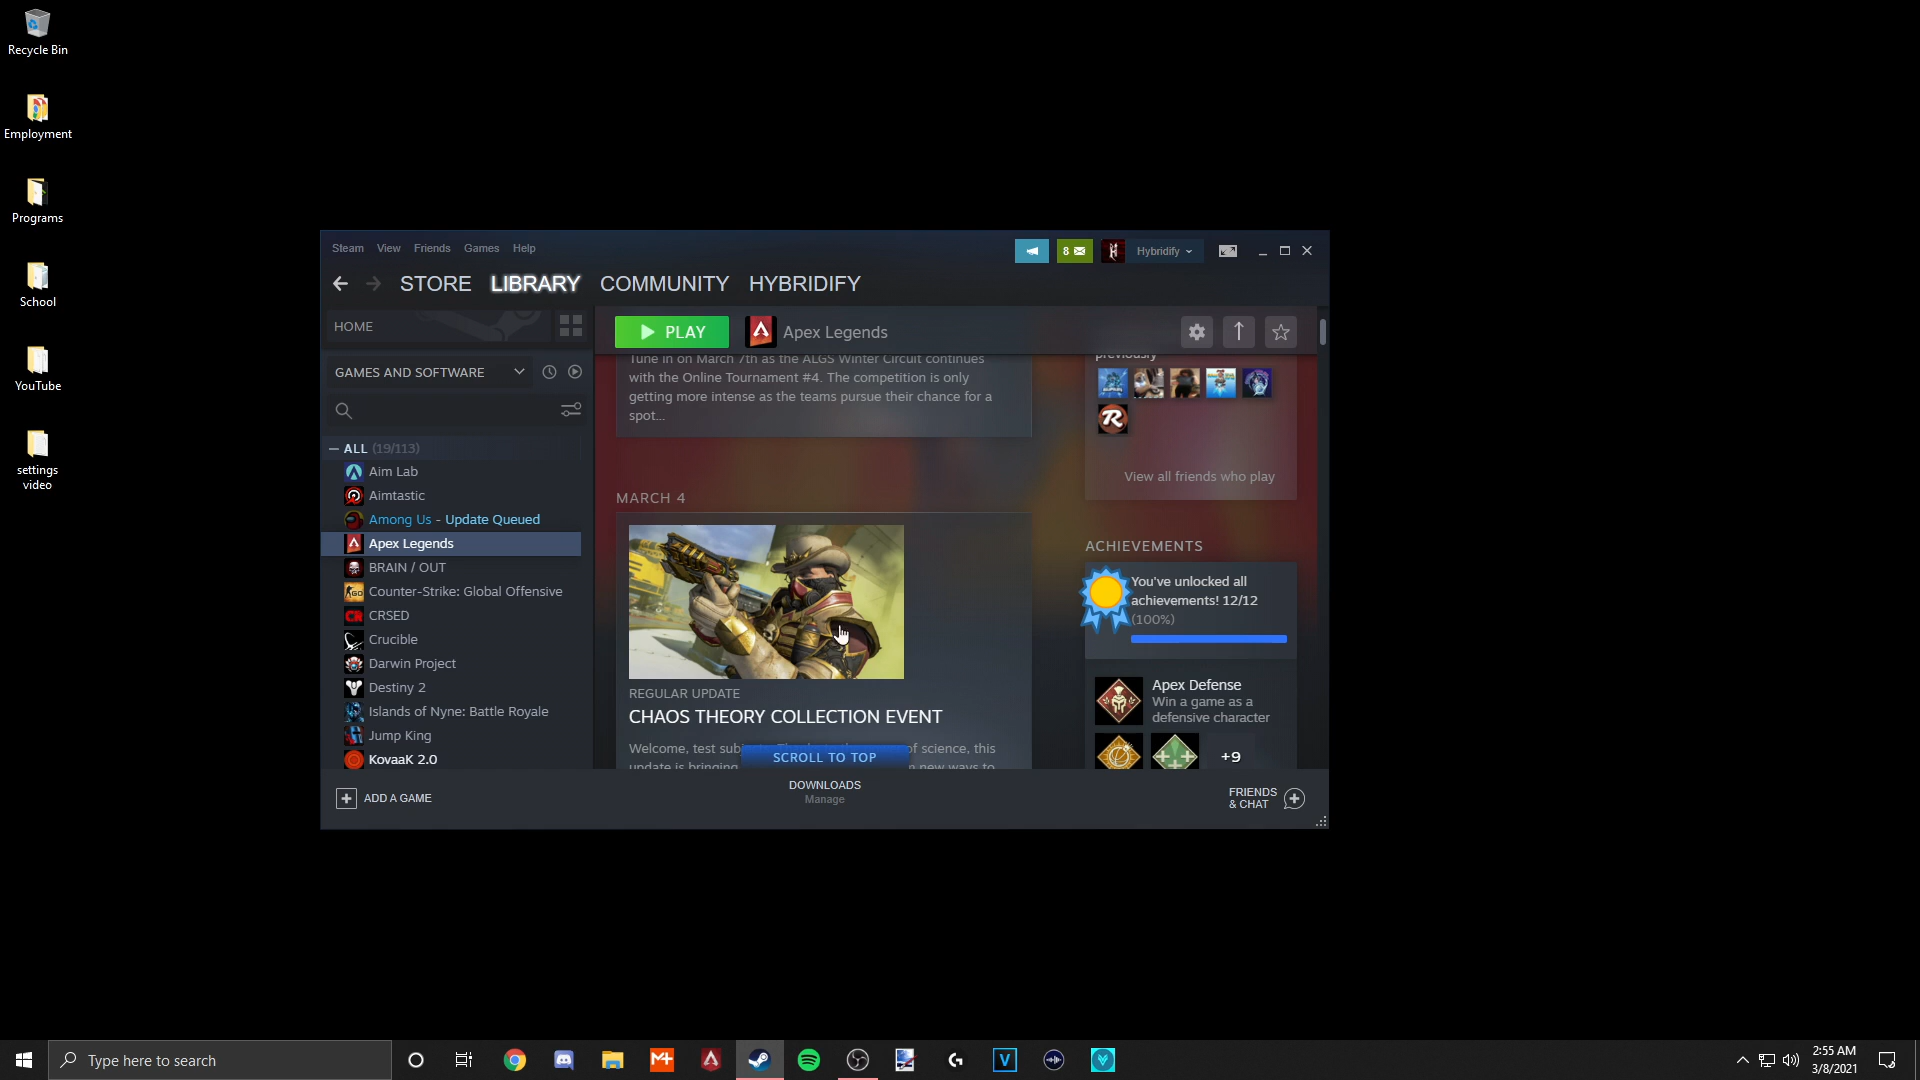 Recycle Bin
Employment
Programs
School
YouTube
settings
video
Steam View Friends Games Help
8
Hybridify
STORE LIBRARY COMMUNITY HYBRIDIFY
HOME
PLAY
Apex Legends
GAMES AND SOFTWARE
ALL (19/113)
Aim Lab
Aimtastic
Among Us - Update Queued
Apex Legends
BRAIN / OUT
Counter-Strike: Global Offensive
CRSED
Crucible
Darwin Project
Destiny 2
Islands of Nyne: Battle Royale
Jump King
KovaaK 2.0
Tune in on March 7th as the ALGS Winter Circuit continues
with the Online Tournament #4. The competition is only
getting more intense as the teams pursue their chance for a
spot...
MARCH 4
REGULAR UPDATE
CHAOS THEORY COLLECTION EVENT
Welcome, test of science, this
update is bringing new ways to
SCROLL TO TOP
previously
View all friends who play
ACHIEVEMENTS
You've unlocked all
achievements! 12/12
(100%)
Apex Defense
Win a game as a
defensive character
+9
ADD A GAME
DOWNLOADS
Manage
FRIENDS
& CHAT
Type here to search
2:55 AM
3/8/2021